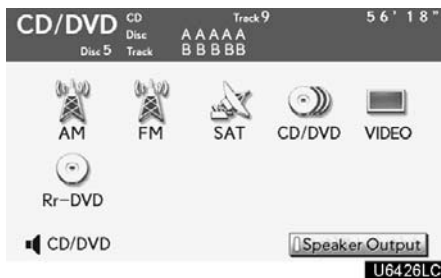 CD/DVD CD Track 9 56'18"
Disc AAAAA
Disc 5 Track BBBBB
AM FM SAT CD/DVD VIDEO
Rr-DVD
CD/DVD Speaker Output
U6426LC